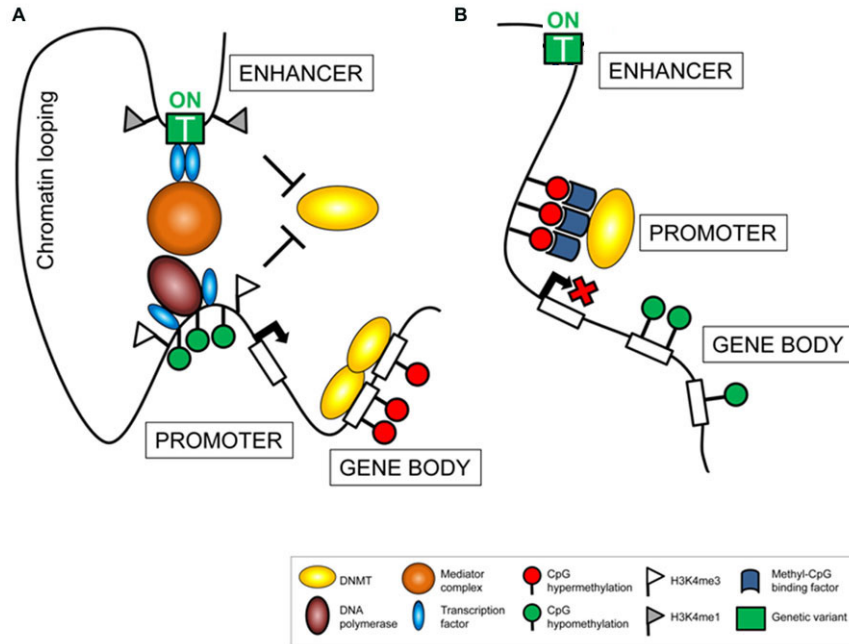 A
ON
T
ENHANCER
Chromatin looping
PROMOTER
GENE BODY
B
ON
T
ENHANCER
PROMOTER
GENE BODY
DNMT
Mediator
complex
CpG
hypermethylation
H3K4me3
Methyl-CpG
binding factor
DNA
polymerase
Transcription
factor
CpG
hypomethylation
H3K4me1
Genetic variant